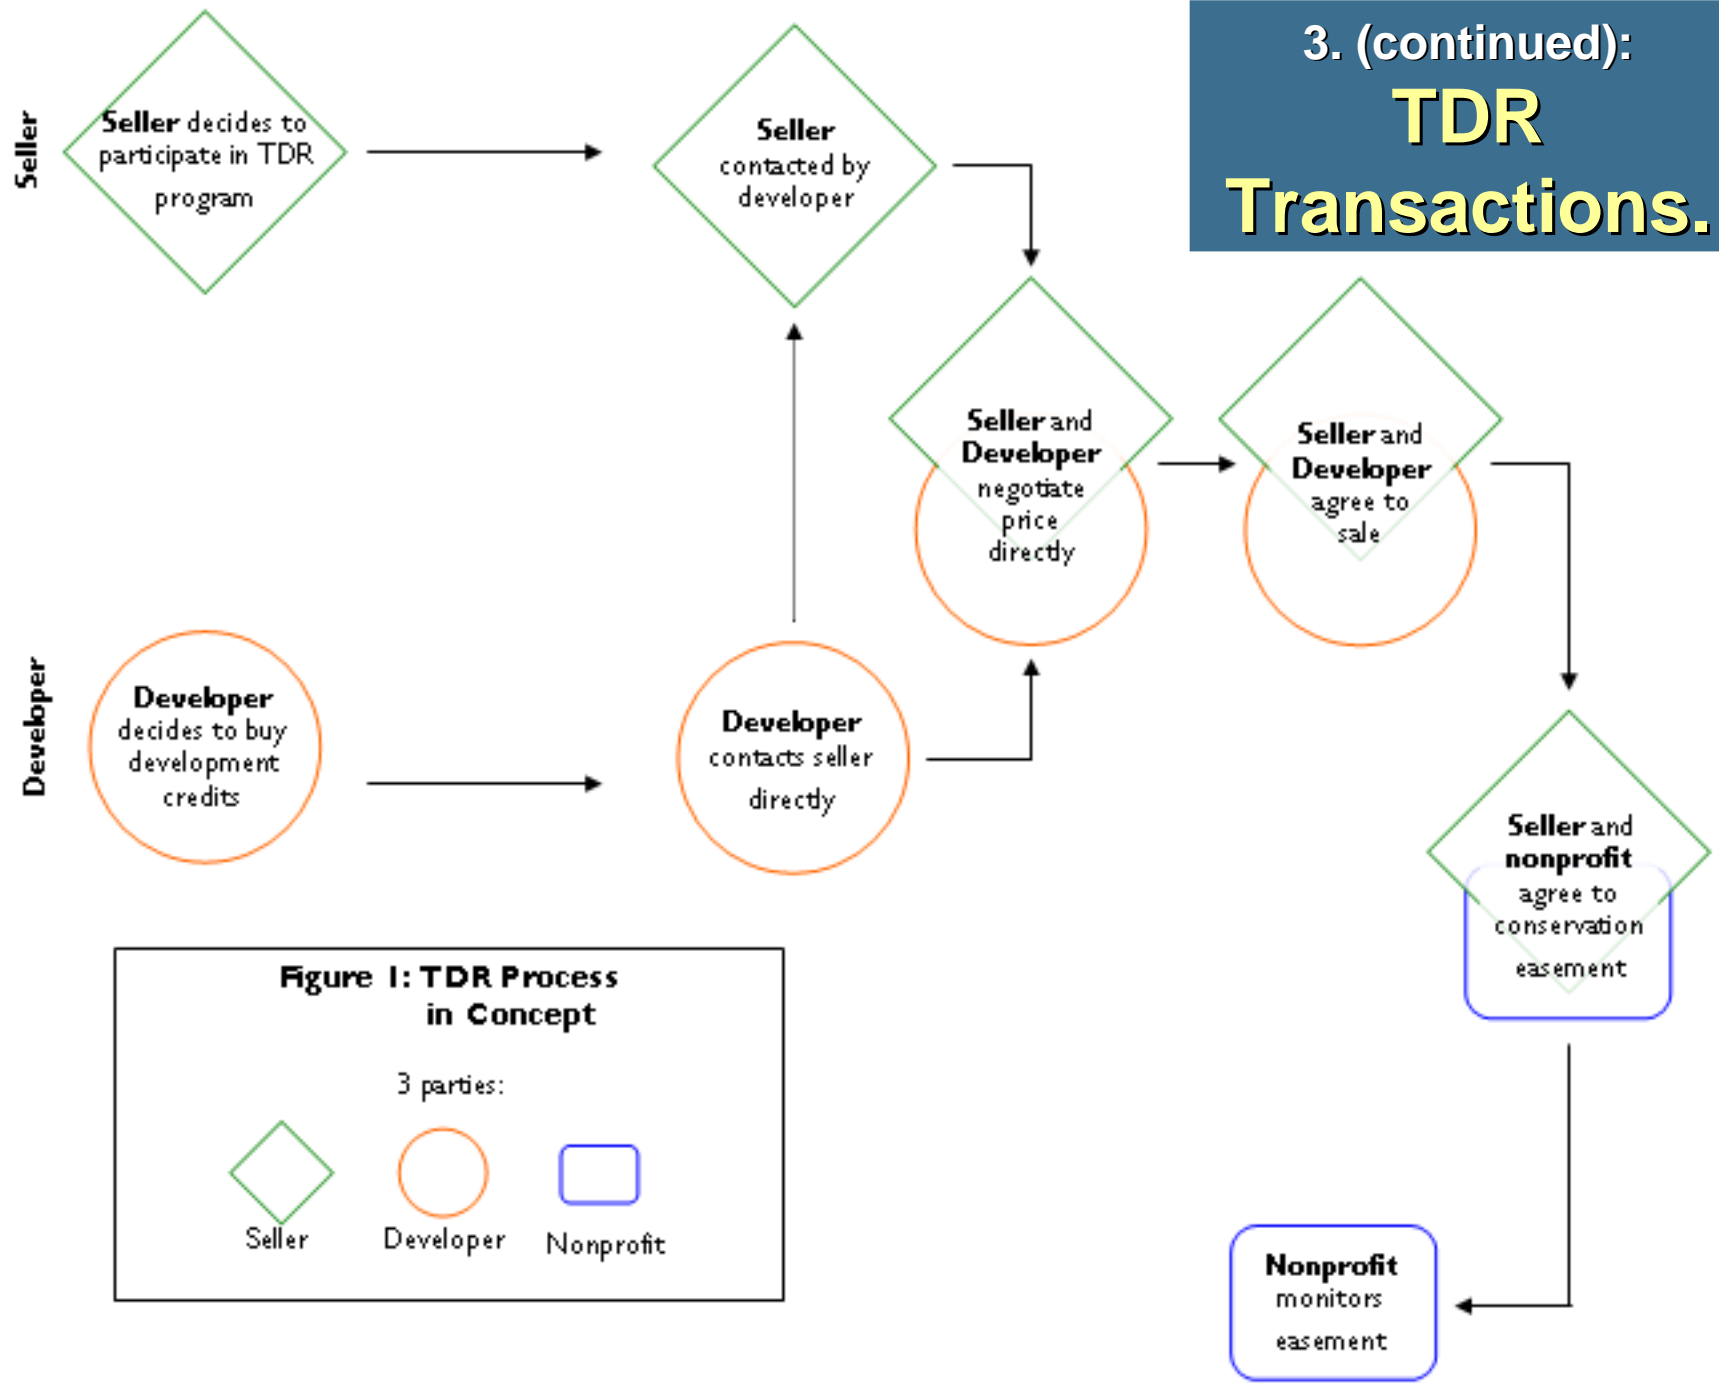 3. (continued):
TDR
Transactions.
Seller
Seller decides to
participate in TDR
program
Seller
contacted by
developer
Seller and
Developer
negotiate
price
directly
Seller and
Developer
agree to
sale
Developer
Developer
decides to buy
development
credits
Developer
contacts seller
directly
Seller and
nonprofit
agree to
conservation
easement
Nonprofit
monitors
easement
Figure 1: TDR Process
in Concept
3 parties:
Seller
Developer
Nonprofit